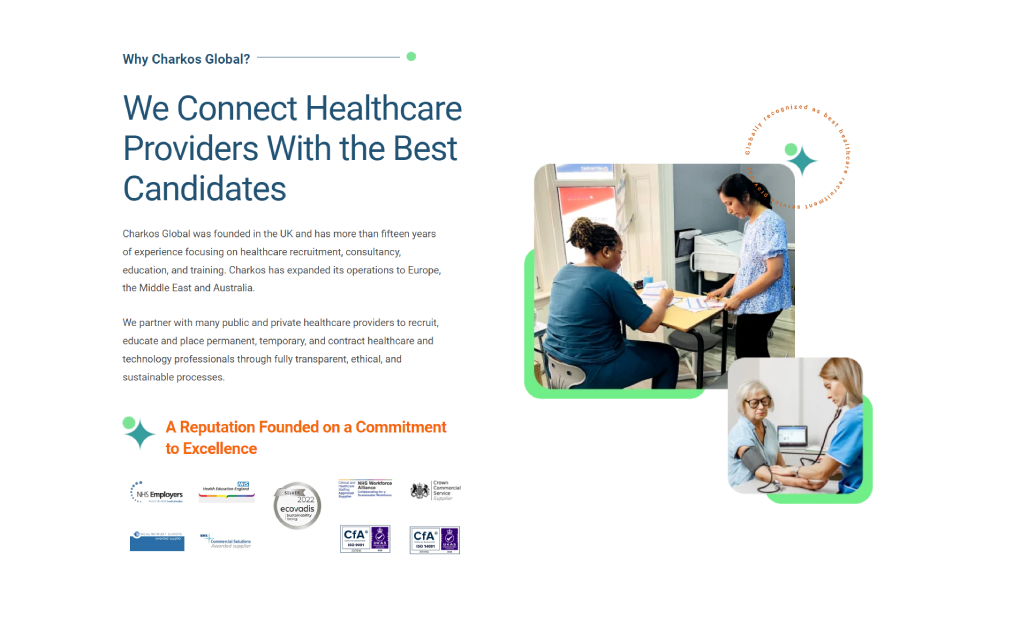 Why Charkos Global?
We Connect Healthcare
Providers With the Best
Candidates
Charkos Global was founded in the UK and has more than fifteen years
of experience focusing on healthcare recruitment, consultancy,
education, and training. Charkos has expanded its operations to Europe,
the Middle East and Australia.
We partner with many public and private healthcare providers to recruit,
educate and place permanent, temporary, and contract healthcare and
technology professionals through fully transparent, ethical, and
sustainable processes.
A Reputation Founded on a Commitment
to Excellence
Globally recognized as best healthcare recruitment service
NHS Employers
NHS
Health Education England
SILVER
2022
ecovadis
Sustainability
Rating
NHS Workforce
Alliance
Crown
Commercial
Service
Supplier
Commercial Solutions
Awarded supplier
CfA
ISO 9001
UKAS
CfA
ISO 14001